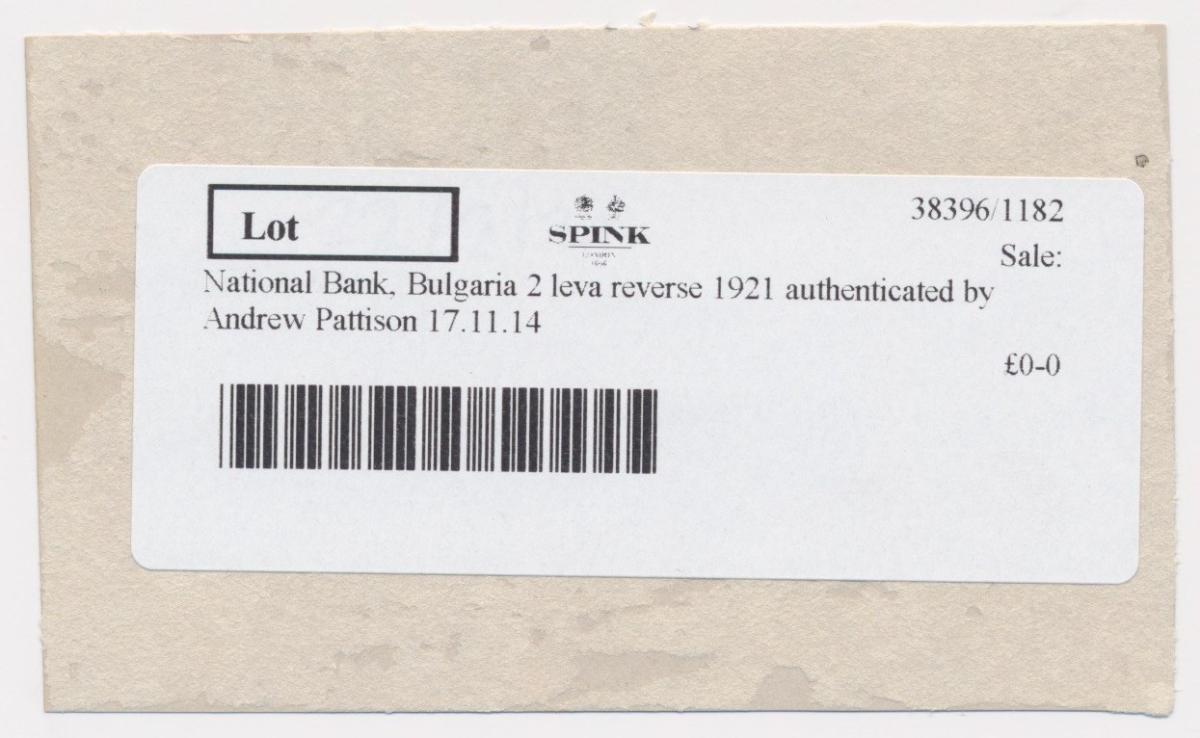 Lot
SPINK
LONDON
38396/1182
Sale:
National Bank, Bulgaria 2 leva reverse 1921 authenticated by
Andrew Pattison 17.11.14
£0-0